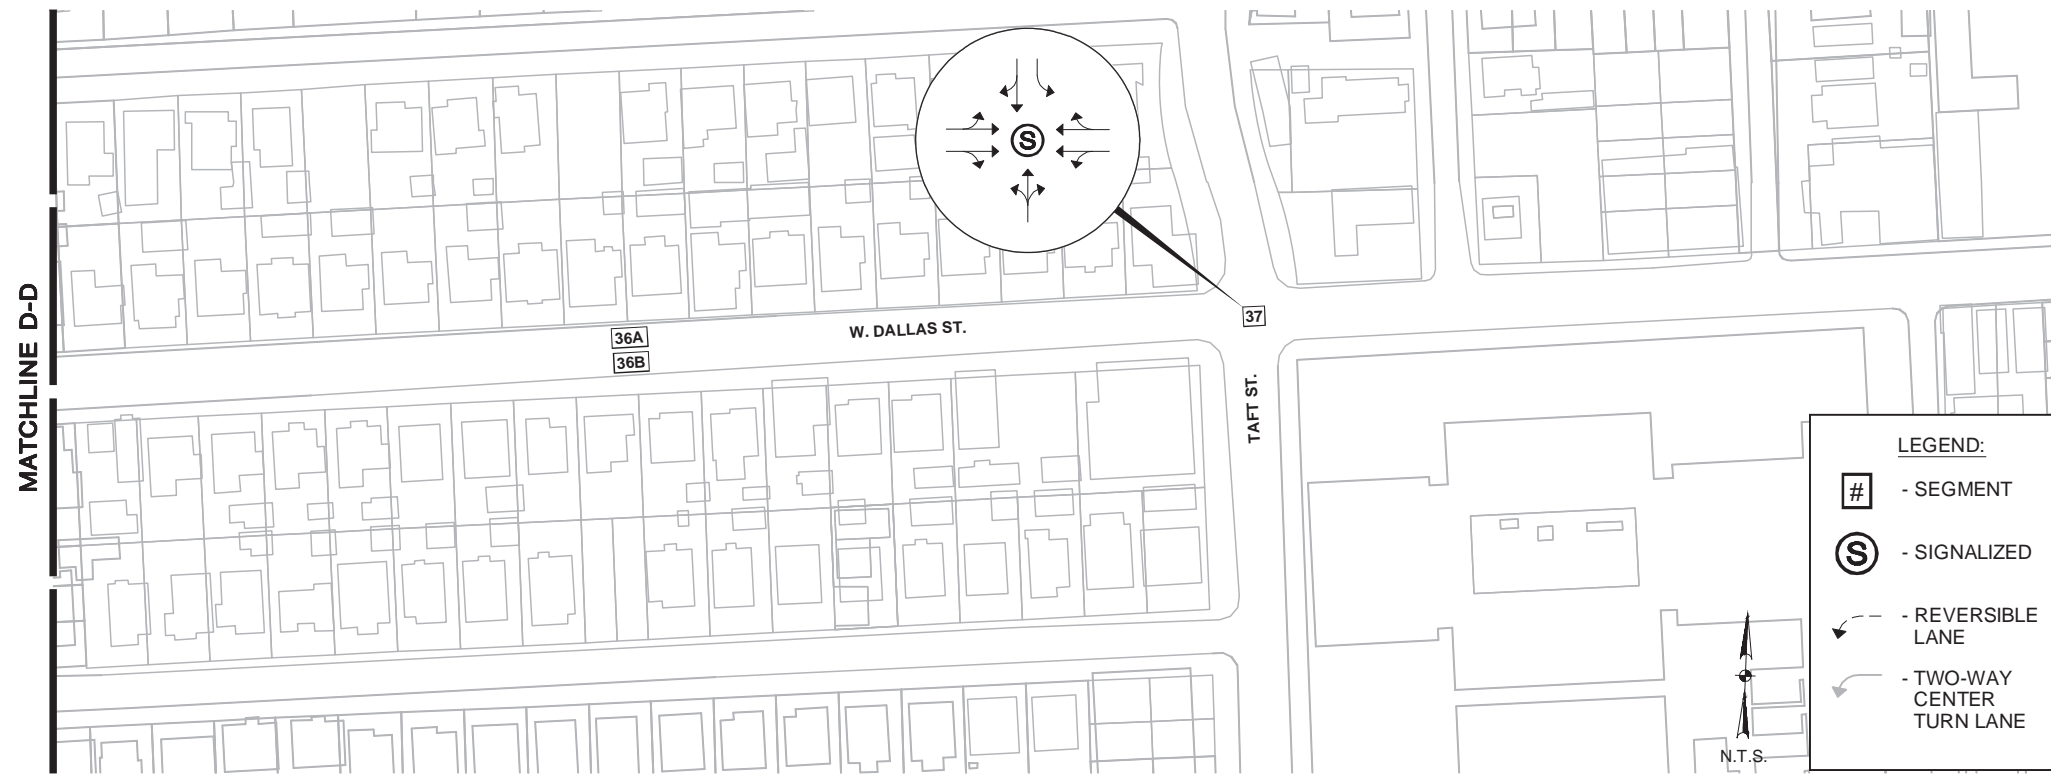 MATCHLINE D-D
S
36A
36B
W. DALLAS ST.
37
TAFT ST.
LEGEND:
# - SEGMENT
S - SIGNALIZED
- REVERSIBLE
LANE
- TWO-WAY
CENTER
TURN LANE
N.T.S.